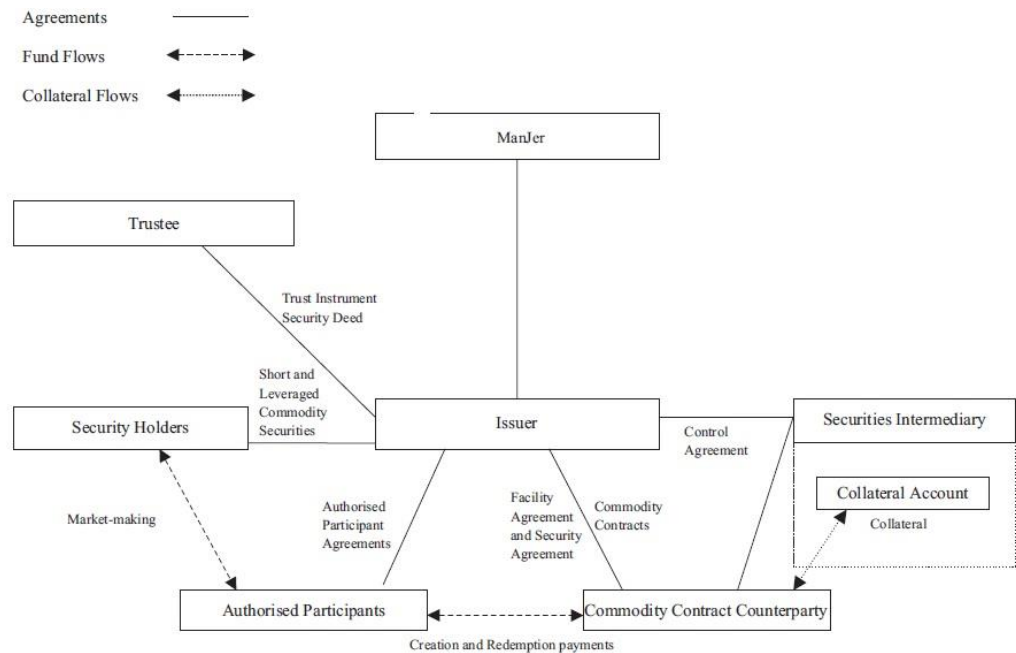 Agreements
Fund Flows
Collateral Flows
ManJer
Trustee
Trust Instrument
Security Deed
Short and
Leveraged
Commodity
Securities
Security Holders
Issuer
Securities Intermediary
Control
Agreement
Collateral Account
Collateral
Market-making
Authorised
Participant
Agreements
Facility
Agreement
and Security
Agreement
Commodity
Contracts
Authorised Participants
Commodity Contract Counterparty
Creation and Redemption payments